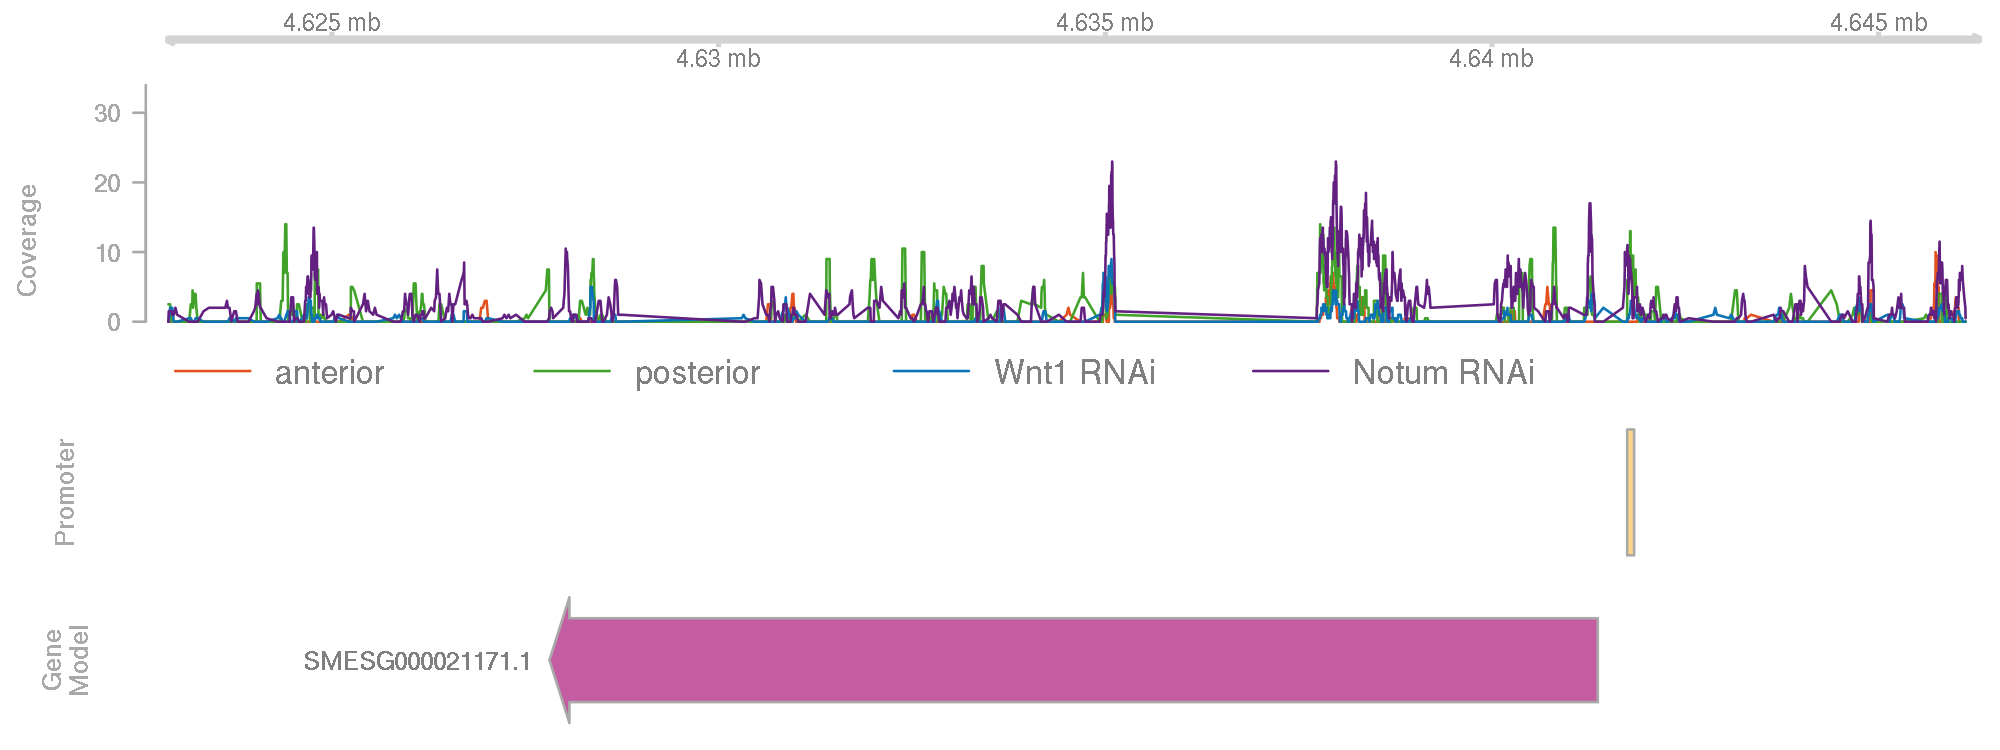 4.625 mb
4.635 mb
4.645 mb
4.63 mb
4.64 mb
Coverage
30
20
10
0
anterior
posterior
Wnt1 RNAi
Notum RNAi
Promoter
Gene
Model
SMESG000021171.1